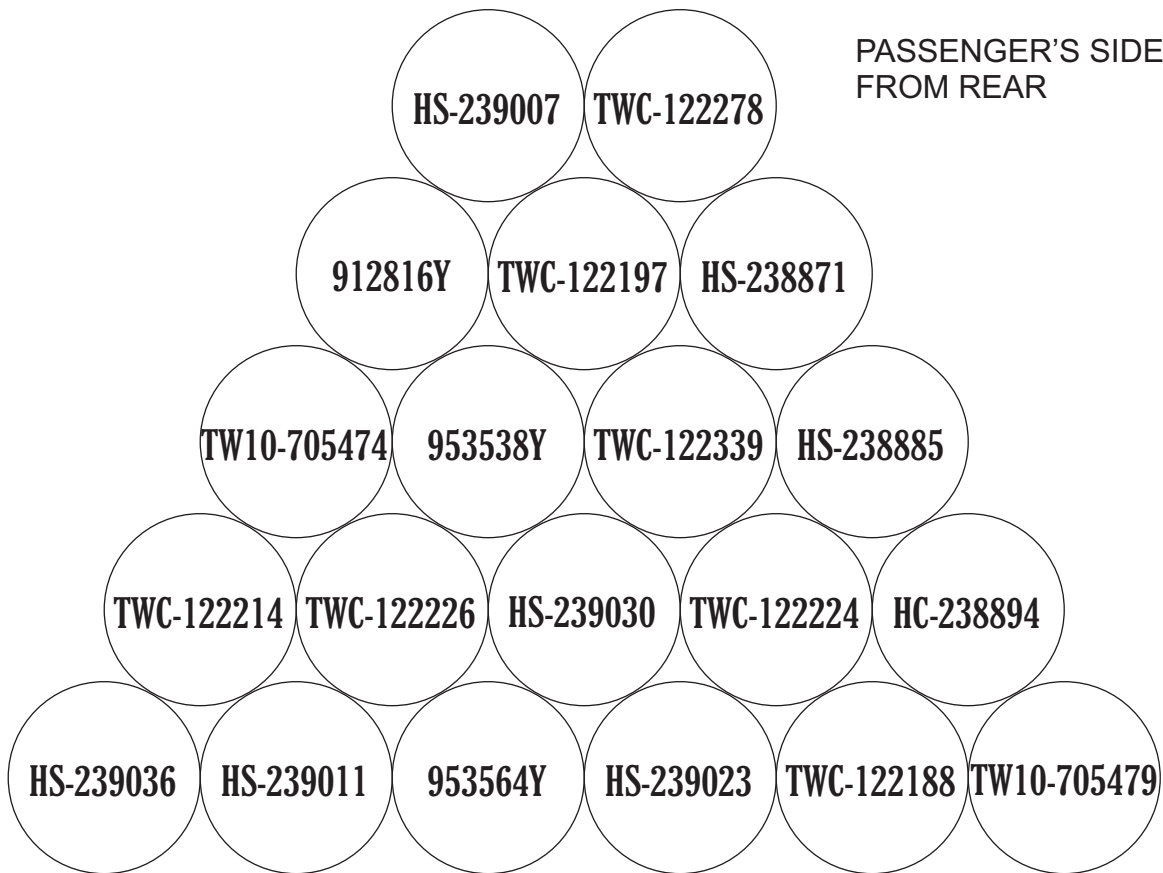 PASSENGER’S SIDE
FROM REAR
HS-239007 TWC-122278
912816Y TWC-122197 HS-238871
TW10-705474 953538Y TWC-122339 HS-238885
TWC-122214 TWC-122226 HS-239030 TWC-122224 HC-238894
HS-239036 HS-239011 953564Y HS-239023 TWC-122188 TW10-705479